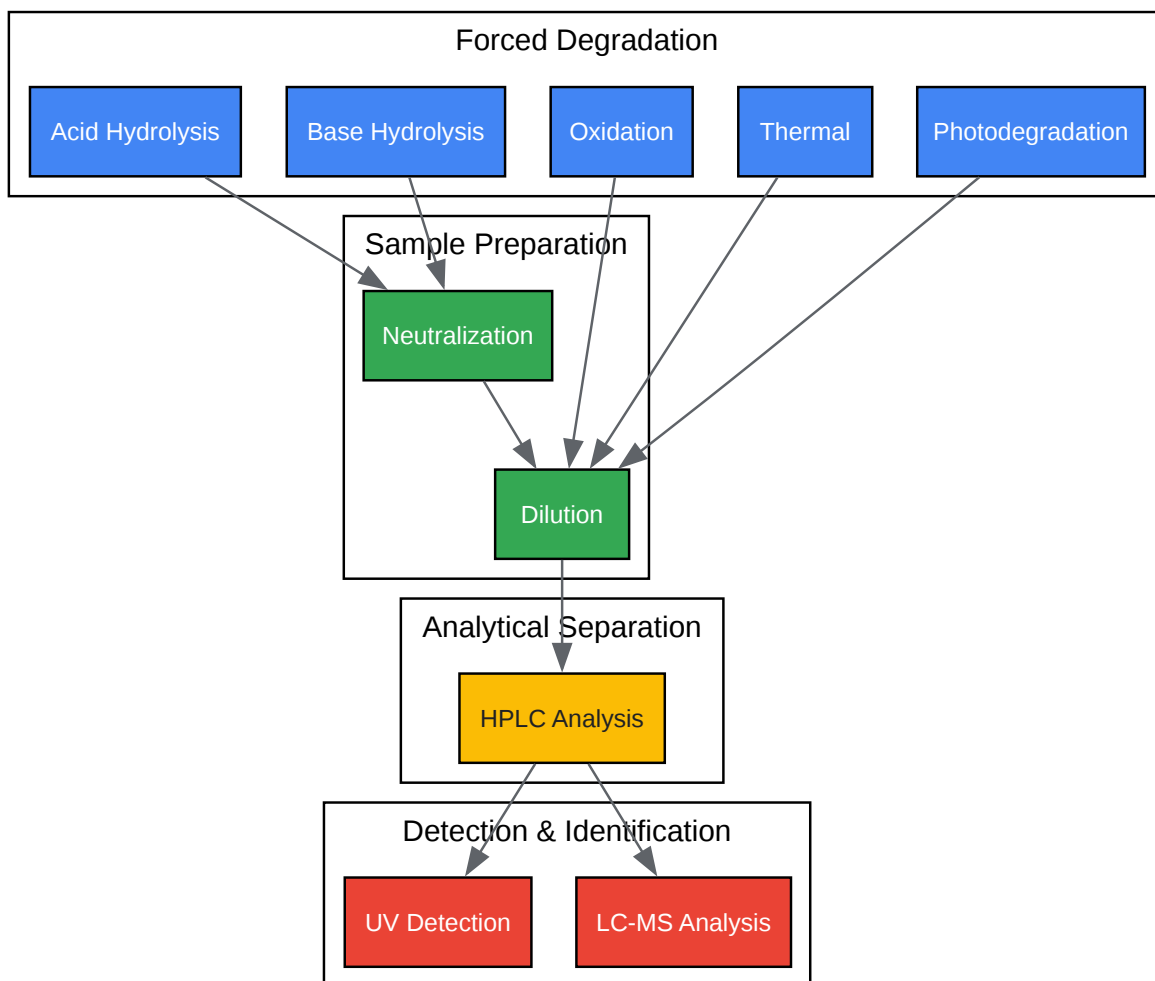 Forced Degradation
Acid Hydrolysis
Base Hydrolysis
Oxidation
Thermal
Photodegradation
Sample Preparation
Neutralization
Dilution
Analytical Separation
HPLC Analysis
Detection & Identification
UV Detection
LC-MS Analysis